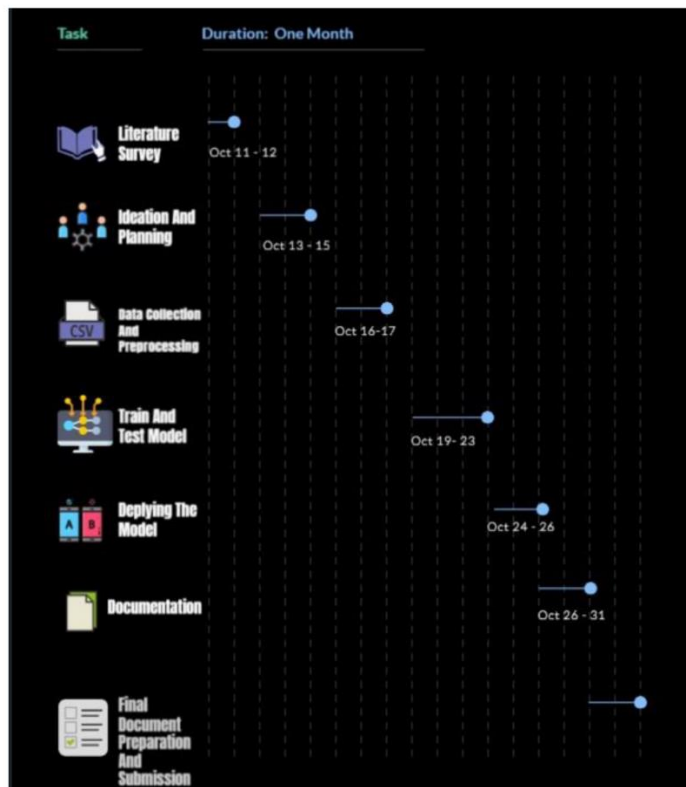 Task
Duration: One Month
Literature
Survey
Oct 11 - 12
Ideation And
Planning
Oct 13 - 15
CSV
Data Collection
And
Preprocessing
Oct 16-17
Train And
Test Model
Oct 19- 23
A B
Deplying The
Model
Oct 24 - 26
Documentation
Oct 26 - 31
Final
Document
Preparation
And
Submission